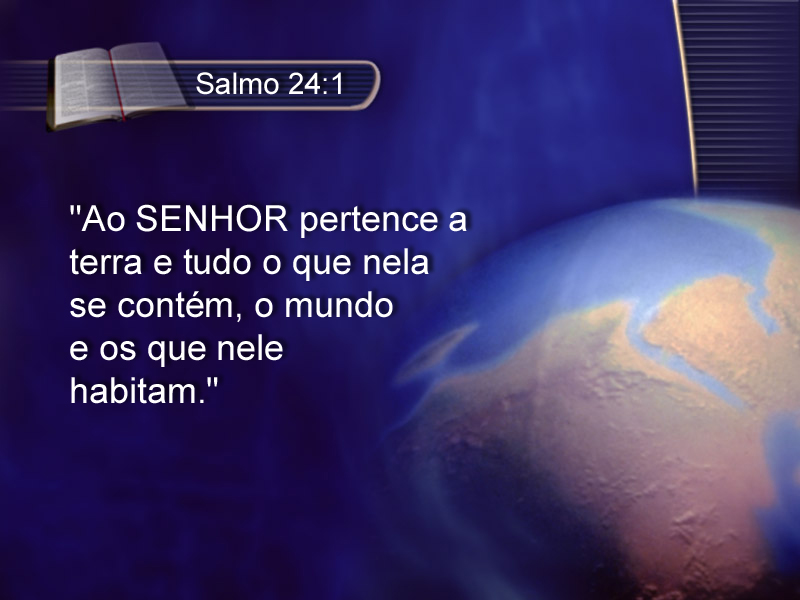 Salmo 24:1
"Ao SENHOR pertence a
terra e tudo o que nela
se contém, o mundo
e os que nele
habitam."